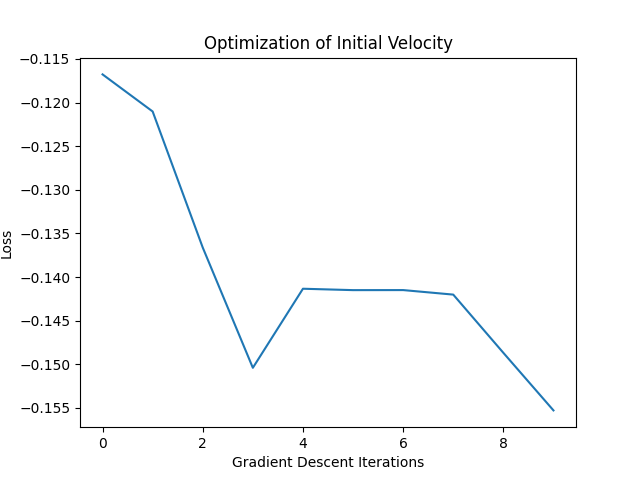 Optimization of Initial Velocity
−0.115
−0.120
−0.125
−0.130
−0.135
−0.140
−0.145
−0.150
−0.155
Loss
0 2 4 6 8
Gradient Descent Iterations